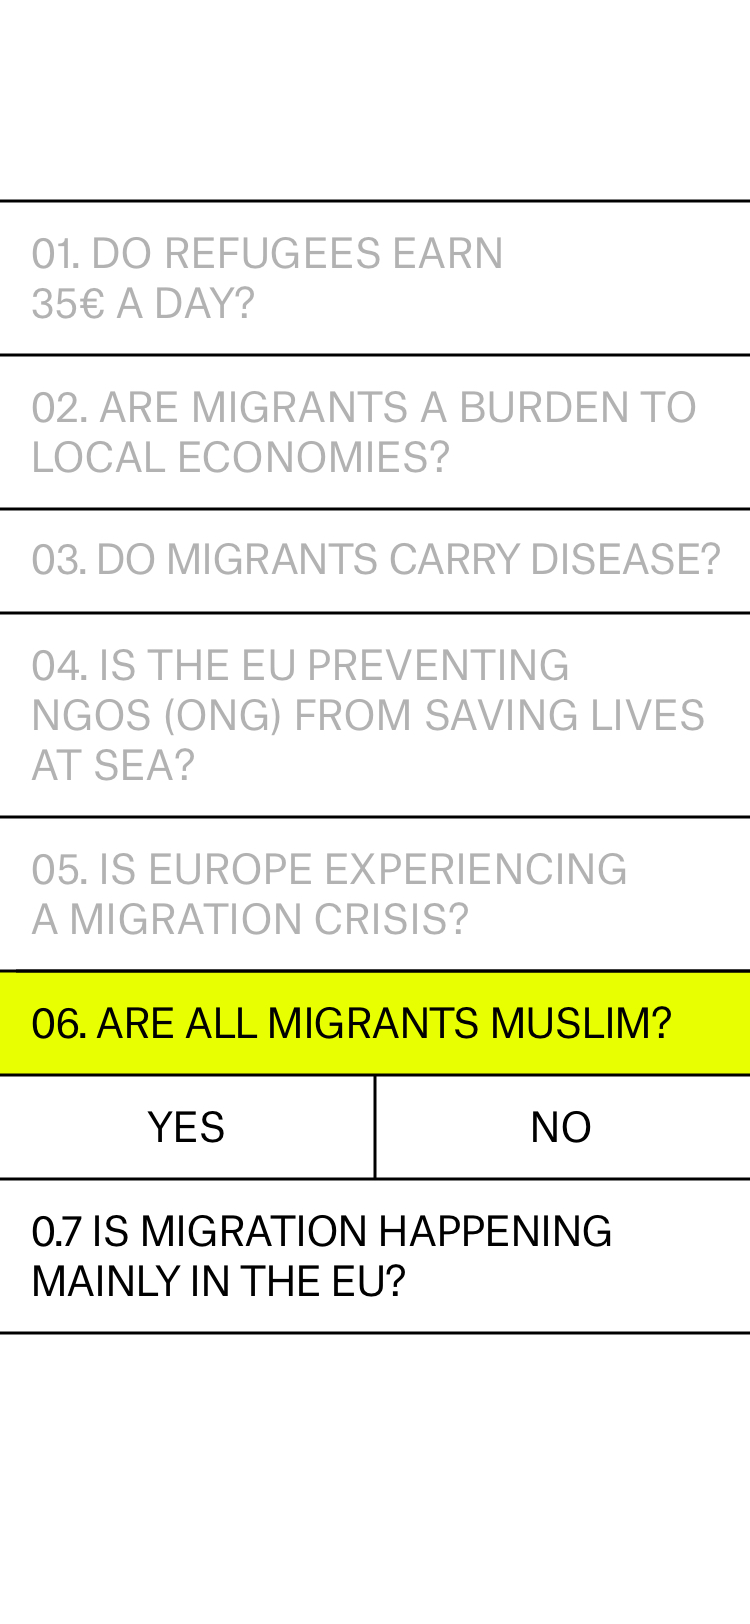 01. DO REFUGEES EARN
35€ A DAY?
02. ARE MIGRANTS A BURDEN TO
LOCAL ECONOMIES?
03. DO MIGRANTS CARRY DISEASE?
04. IS THE EU PREVENTING
NGOS (ONG) FROM SAVING LIVES
AT SEA?
05. IS EUROPE EXPERIENCING
A MIGRATION CRISIS?
06. ARE ALL MIGRANTS MUSLIM?
YES NO
0.7 IS MIGRATION HAPPENING
MAINLY IN THE EU?